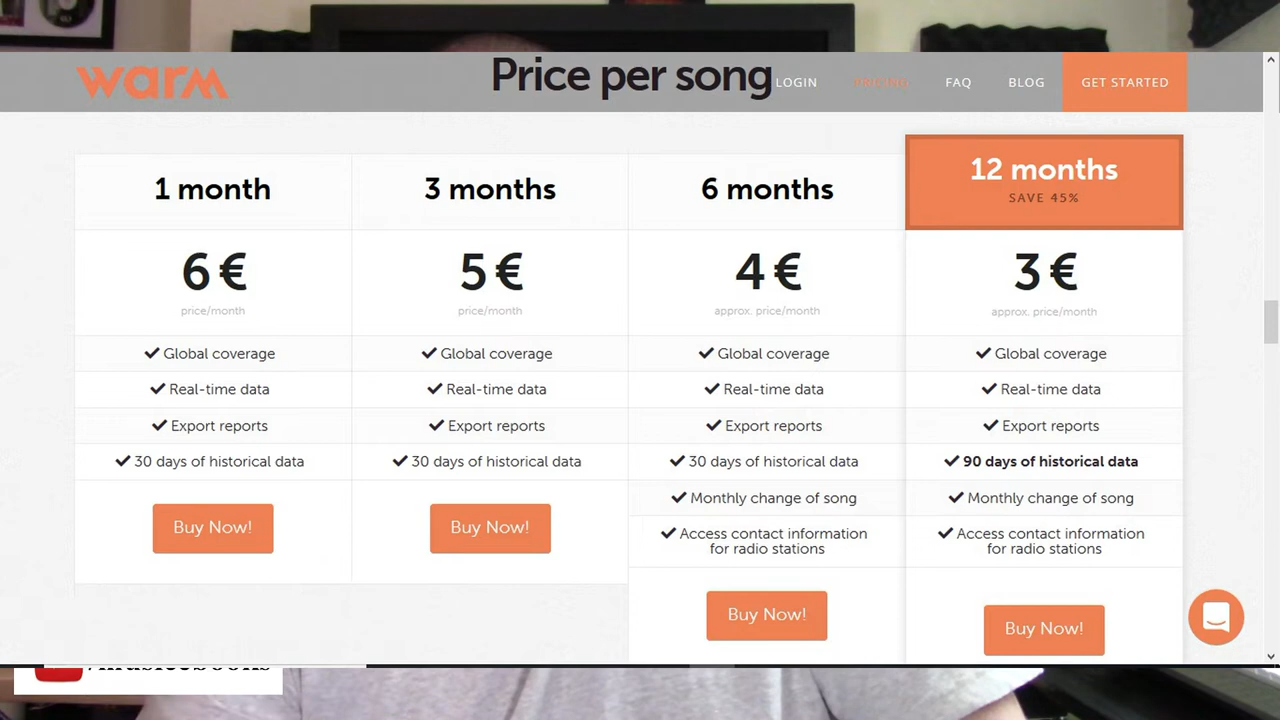 warm
Price per song
LOGIN
PRICING
FAQ
BLOG
GET STARTED
1 month
3 months
6 months
12 months
SAVE 45%
6 €
5 €
4 €
3 €
price/month
price/month
approx. price/month
approx. price/month
✔ Global coverage
✔ Global coverage
✔ Global coverage
✔ Global coverage
✔ Real-time data
✔ Real-time data
✔ Real-time data
✔ Real-time data
✔ Export reports
✔ Export reports
✔ Export reports
✔ Export reports
✔ 30 days of historical data
✔ 30 days of historical data
✔ 30 days of historical data
✔ 90 days of historical data
✔ Monthly change of song
✔ Monthly change of song
✔ Access contact information
for radio stations
✔ Access contact information
for radio stations
Buy Now!
Buy Now!
Buy Now!
Buy Now!